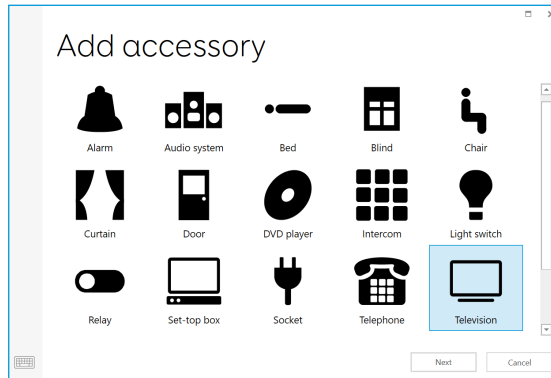 Add accessory
Alarm
Audio system
Bed
Blind
Chair
Curtain
Door
DVD player
Intercom
Light switch
Relay
Set-top box
Socket
Telephone
Television
Next
Cancel